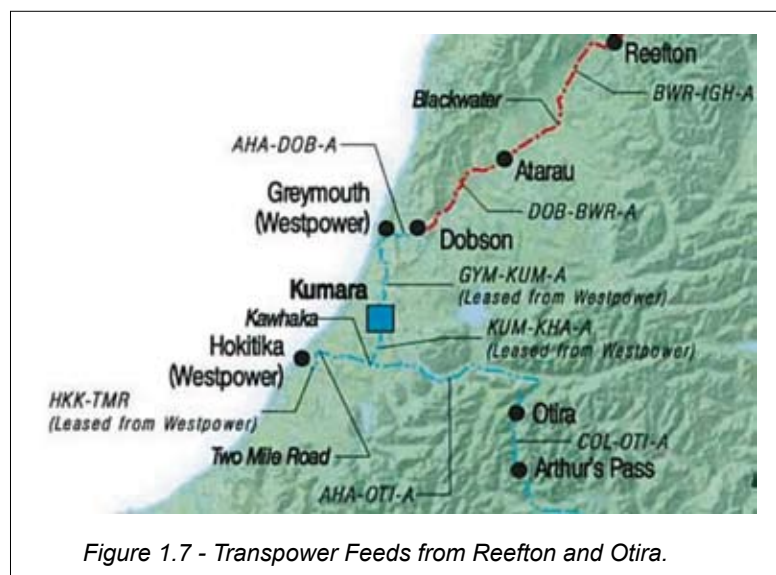 Reefton
BWR-IGH-A
Blackwater
AHA-DOB-A
Atarau
Greymouth
(Westpower)
DOB-BWR-A
Dobson
GYM-KUM-A
(Leased from Westpower)
Kumara
Kawhaka
KUM-KHA-A
(Leased from Westpower)
Hokitika
(Westpower)
HKK-TMR
(Leased from Westpower)
Otira
Two Mile Road
COL-OTI-A
Arthur's Pass
AHA-OTI-A
Figure 1.7 - Transpower Feeds from Reefton and Otira.